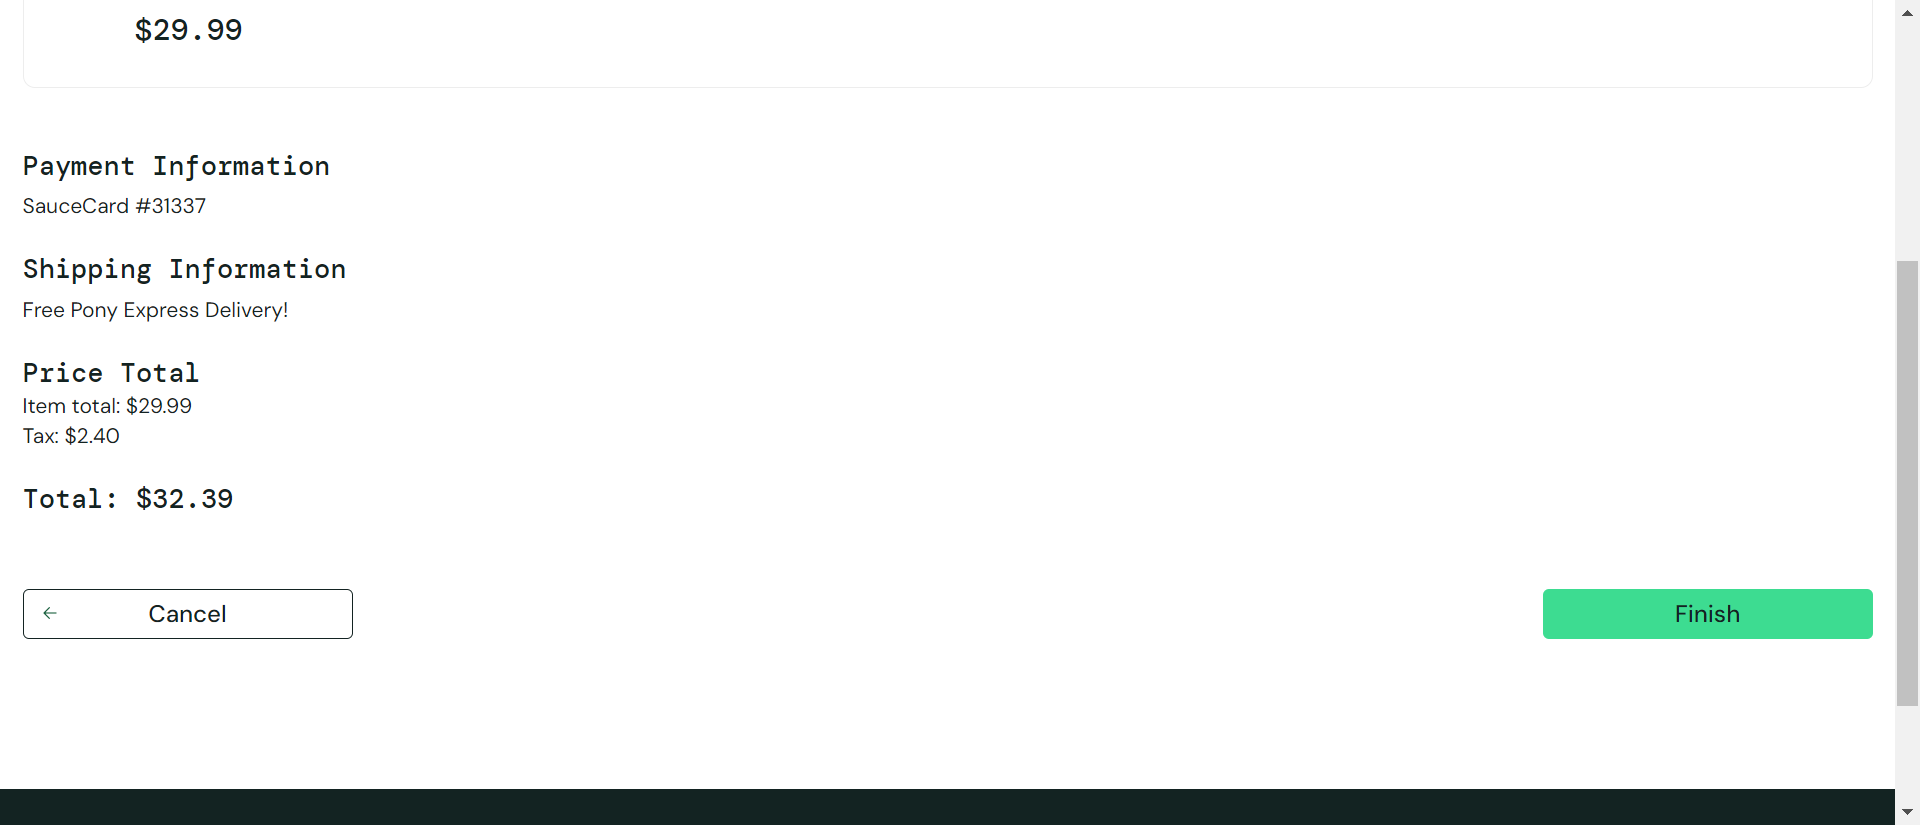 $29.99
Payment Information
SauceCard #31337
Shipping Information
Free Pony Express Delivery!
Price Total
Item total: $29.99
Tax: $2.40
Total: $32.39
Cancel
Finish